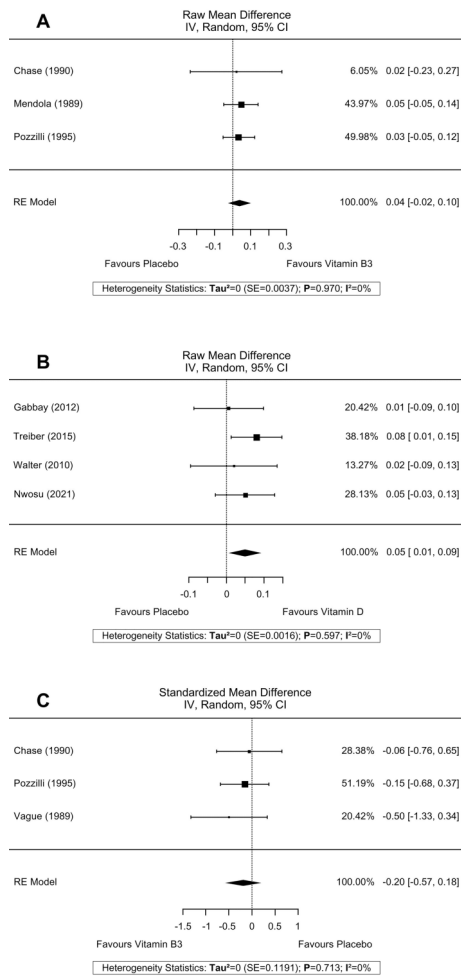 A
Raw Mean Difference
IV, Random, 95% CI
Chase (1990) 6.05% 0.02 [-0.23, 0.27]
Mendola (1989) 43.97% 0.05 [-0.05, 0.14]
Pozzilli (1995) 49.98% 0.03 [-0.05, 0.12]
RE Model 100.00% 0.04 [-0.02, 0.10]
-0.3 -0.1 0.1 0.3
Favours Placebo Favours Vitamin B3
Heterogeneity Statistics: Tau²=0 (SE=0.0037); P=0.970; I²=0%
B
Raw Mean Difference
IV, Random, 95% CI
Gabbay (2012) 20.42% 0.01 [-0.09, 0.10]
Treiber (2015) 38.18% 0.08 [ 0.01, 0.15]
Walter (2010) 13.27% 0.02 [-0.09, 0.13]
Nwosu (2021) 28.13% 0.05 [-0.03, 0.13]
RE Model 100.00% 0.05 [ 0.01, 0.09]
-0.1 0 0.1
Favours Placebo Favours Vitamin D
Heterogeneity Statistics: Tau²=0 (SE=0.0016); P=0.597; I²=0%
C
Standardized Mean Difference
IV, Random, 95% CI
Chase (1990) 28.38% -0.06 [-0.76, 0.65]
Pozzilli (1995) 51.19% -0.15 [-0.68, 0.37]
Vague (1989) 20.42% -0.50 [-1.33, 0.34]
RE Model 100.00% -0.20 [-0.57, 0.18]
-1.5 -1 -0.5 0 0.5 1
Favours Vitamin B3 Favours Placebo
Heterogeneity Statistics: Tau²=0 (SE=0.1191); P=0.713; I²=0%